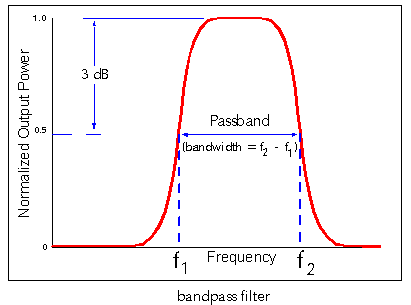 1.0
3 dB
Normalized Output Power
Passband
0.5
(bandwidth = f2 - f1)
0
f1
Frequency
f2
bandpass filter